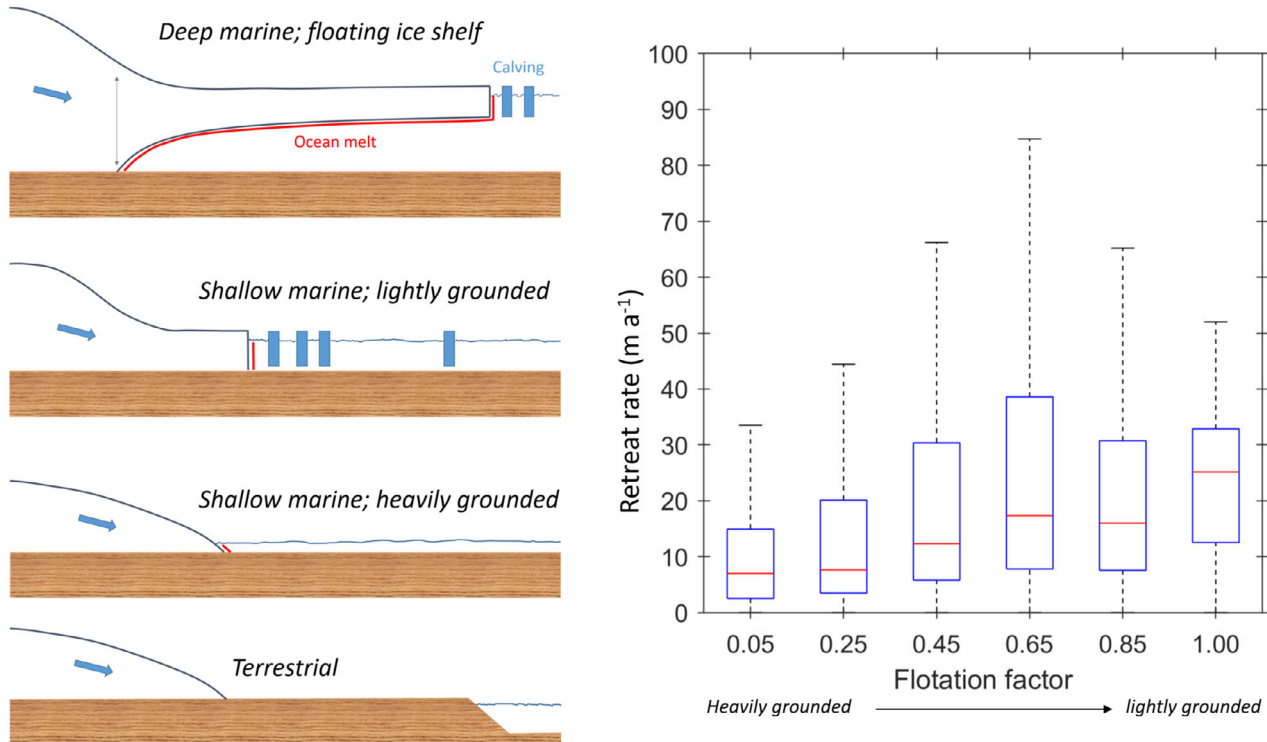 Deep marine; floating ice shelf
Calving
Ocean melt
Shallow marine; lightly grounded
Shallow marine; heavily grounded
Terrestrial
100
90
80
70
60
50
40
30
20
10
0
Retreat rate (m a⁻¹)
0.05 0.25 0.45 0.65 0.85 1.00
Flotation factor
Heavily grounded lightly grounded